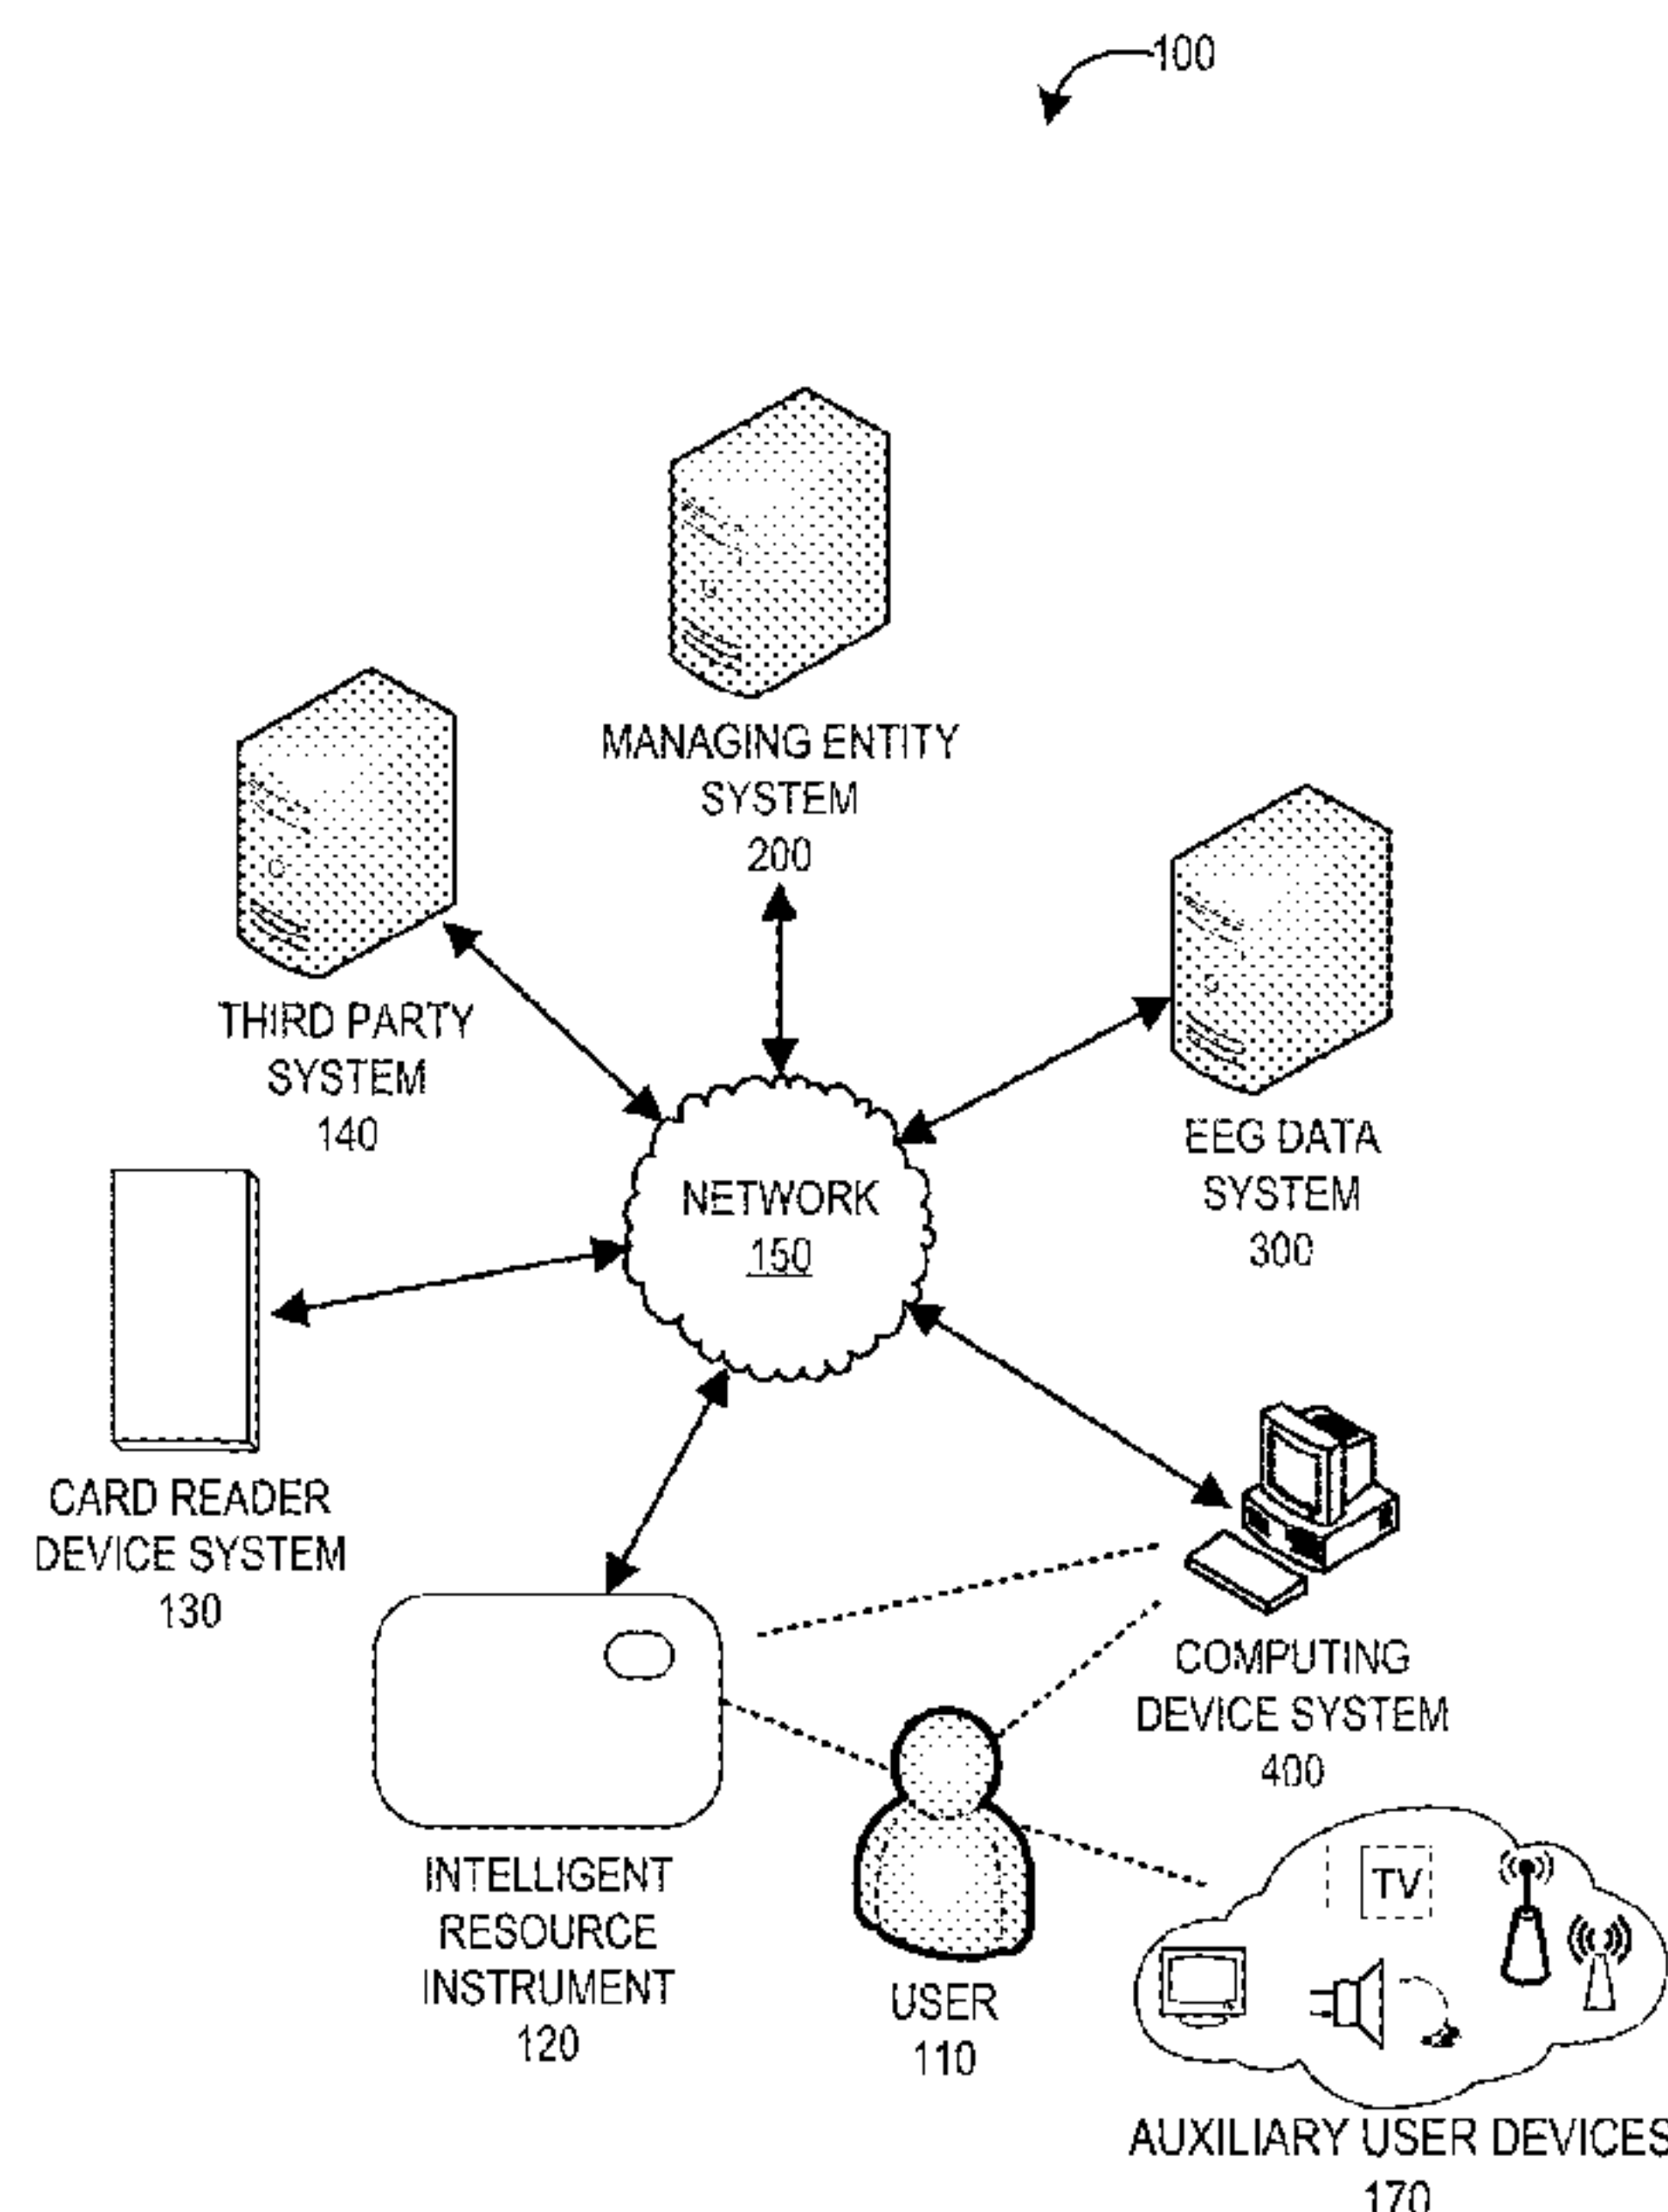 100
MANAGING ENTITY
SYSTEM
200
THIRD PARTY
SYSTEM
140
EEG DATA
SYSTEM
300
NETWORK
150
CARD READER
DEVICE SYSTEM
130
COMPUTING
DEVICE SYSTEM
400
INTELLIGENT
RESOURCE
INSTRUMENT
120
USER
110
TV
AUXILIARY USER DEVICES
170